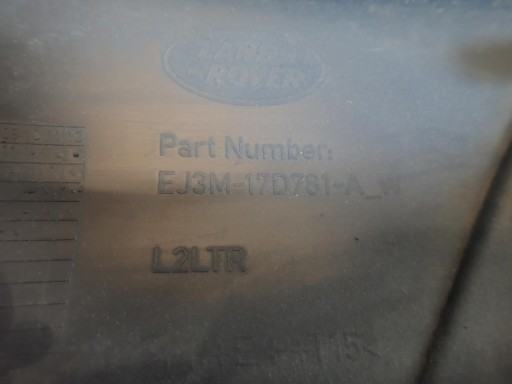 LAND
ROVER
Part Number:
EJ3M-17D781-A_W
L2LTR